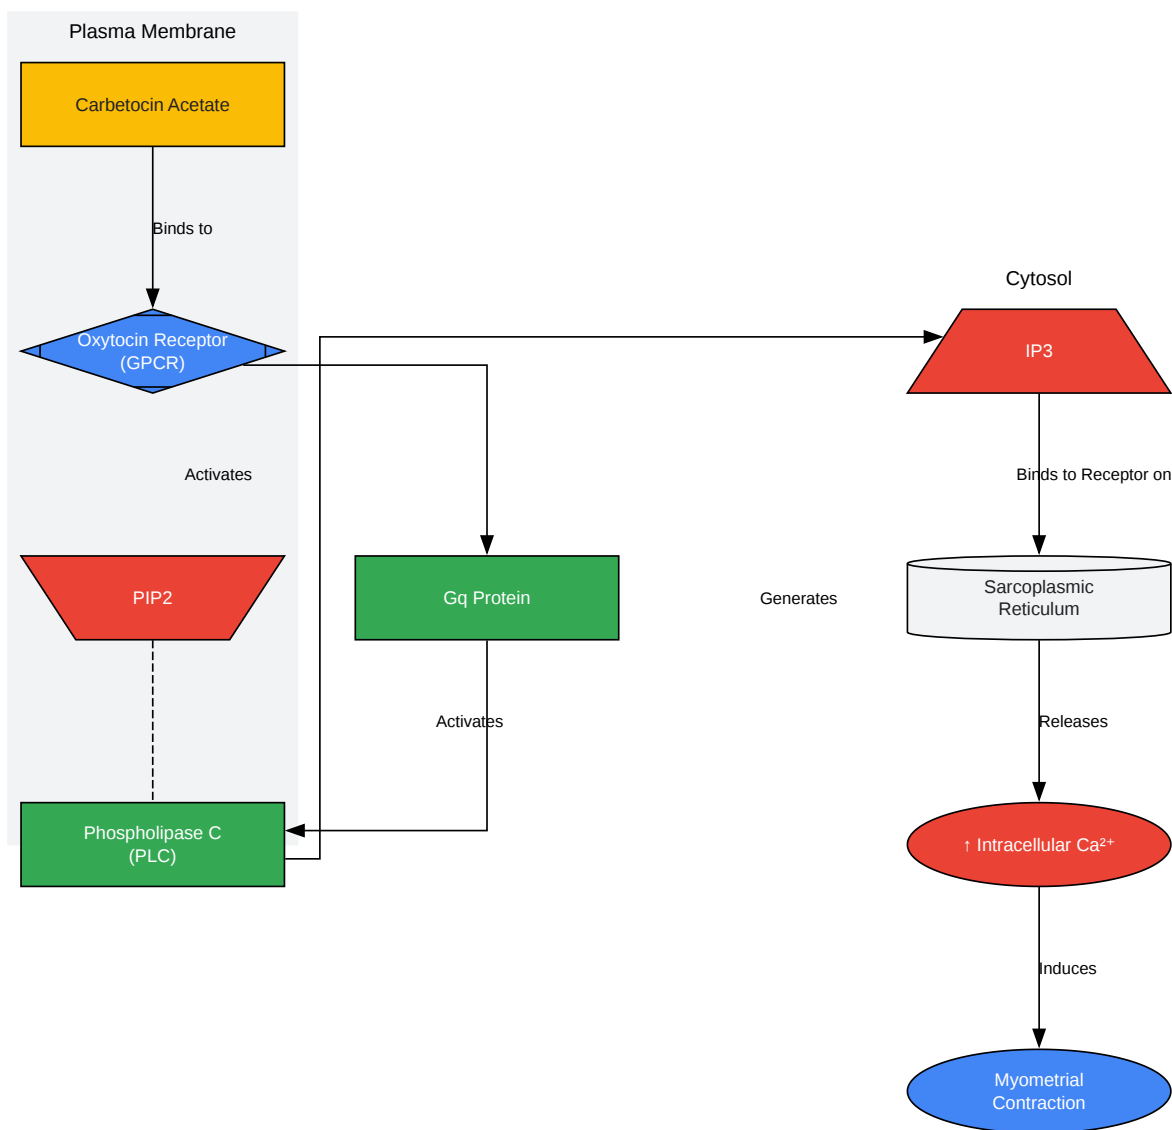 Plasma Membrane
Carbetocin Acetate
Binds to
Cytosol
Oxytocin Receptor
(GPCR)
IP3
Activates
Binds to Receptor on
PIP2
Gq Protein
Generates
Sarcoplasmic
Reticulum
Activates
Releases
Phospholipase C
(PLC)
↑ Intracellular Ca²⁺
Induces
Myometrial
Contraction